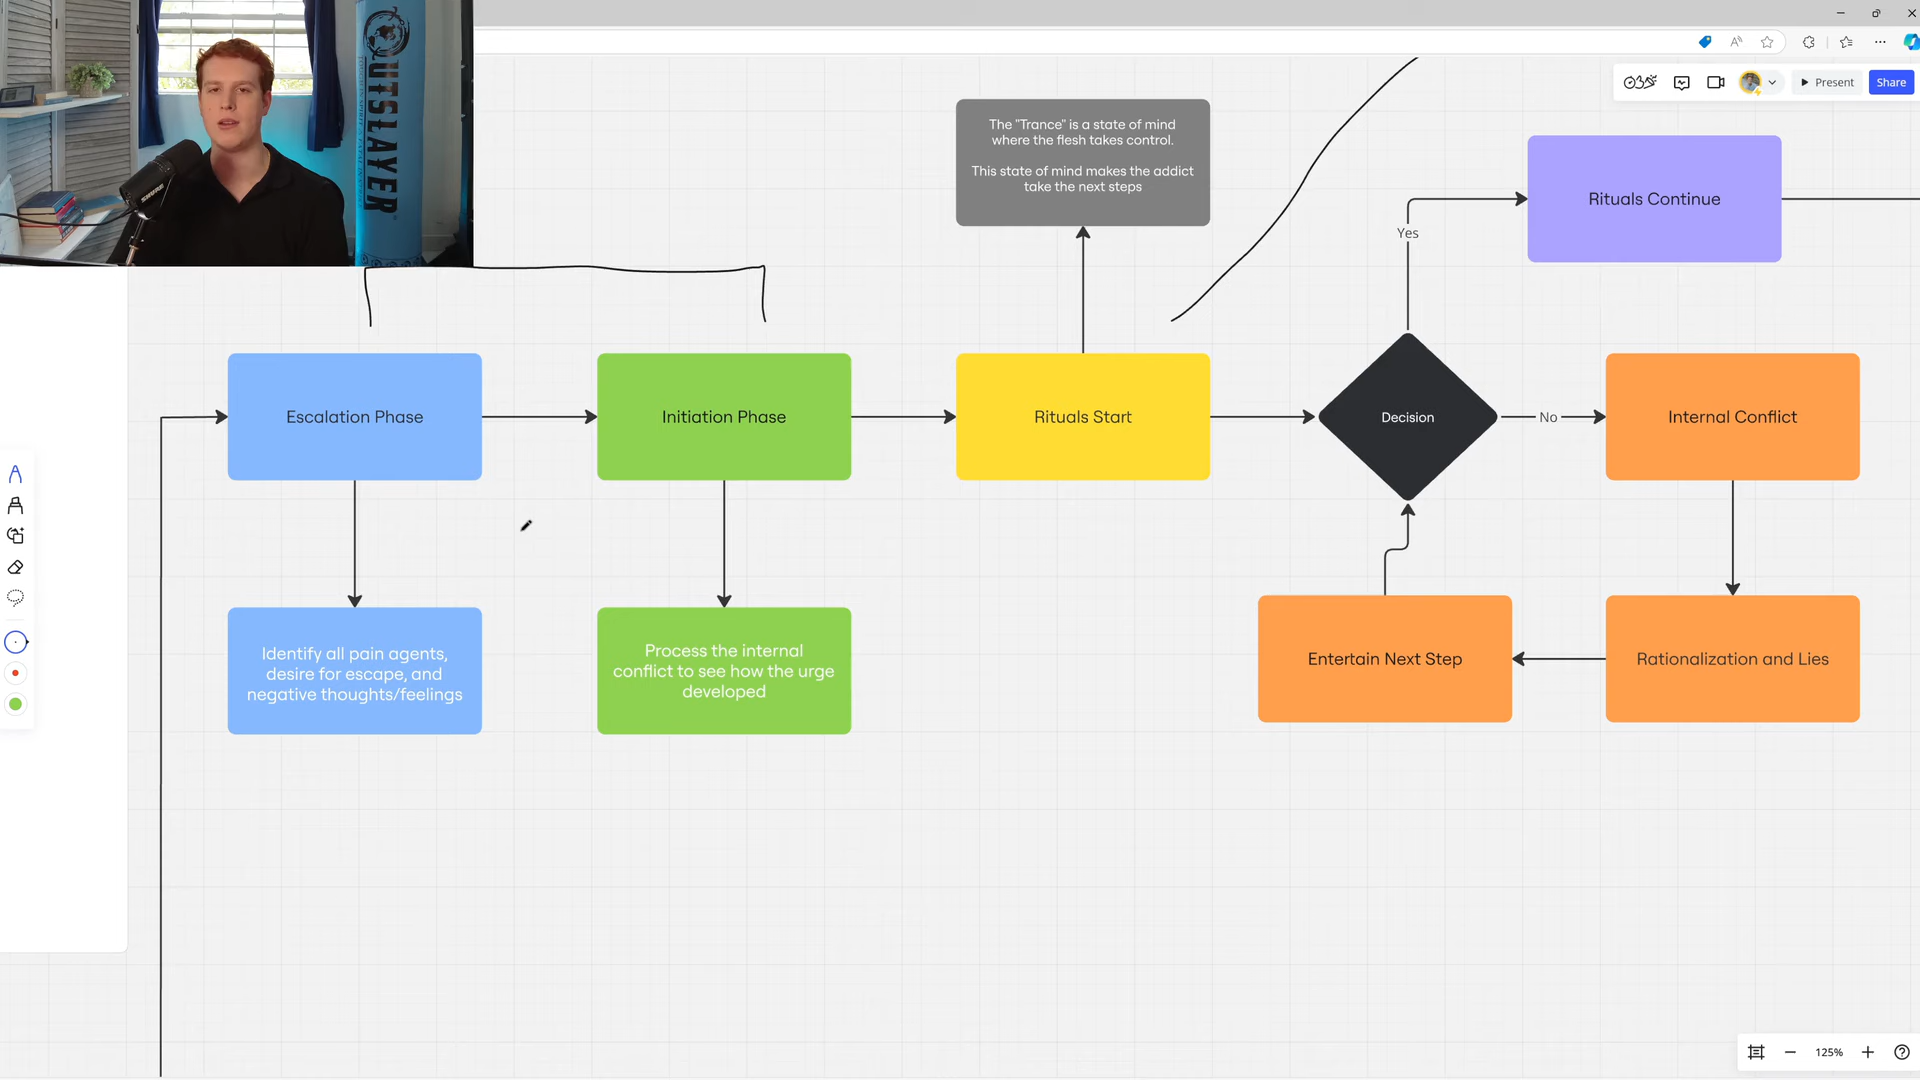 OUTSLAYER
Present
Share
The "Trance" is a state of mind
where the flesh takes control.
This state of mind makes the addict
take the next steps
Rituals Continue
Yes
Escalation Phase
Initiation Phase
Rituals Start
Decision
No
Internal Conflict
Identify all pain agents,
desire for escape, and
negative thoughts/feelings
Process the internal
conflict to see how the urge
developed
Entertain Next Step
Rationalization and Lies
125%